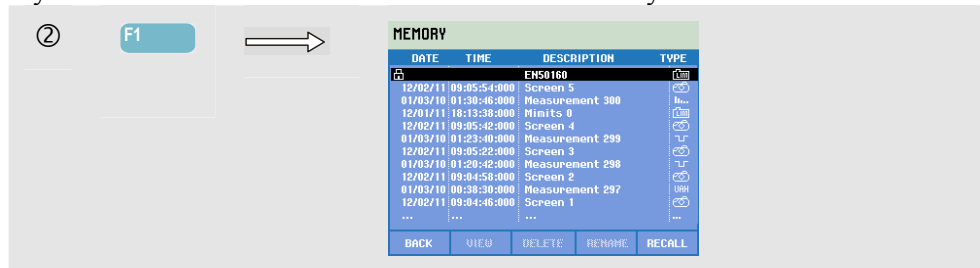 ② F1
MEMORY
DATE TIME DESCRIPTION TYPE
EN50160
12/02/11 09:05:54:000 Screen 5
01/03/10 01:30:46:000 Measurement 300
12/01/11 18:13:38:000 Mimits 0
12/02/11 09:05:42:000 Screen 4
01/03/10 01:23:40:000 Measurement 299
12/02/11 09:05:22:000 Screen 3
01/03/10 01:20:42:000 Measurement 298
12/02/11 09:04:58:000 Screen 2
01/03/10 00:38:30:000 Measurement 297 VAH
12/02/11 09:04:46:000 Screen 1
... ... ... ...
BACK VIEW DELETE RENAME RECALL